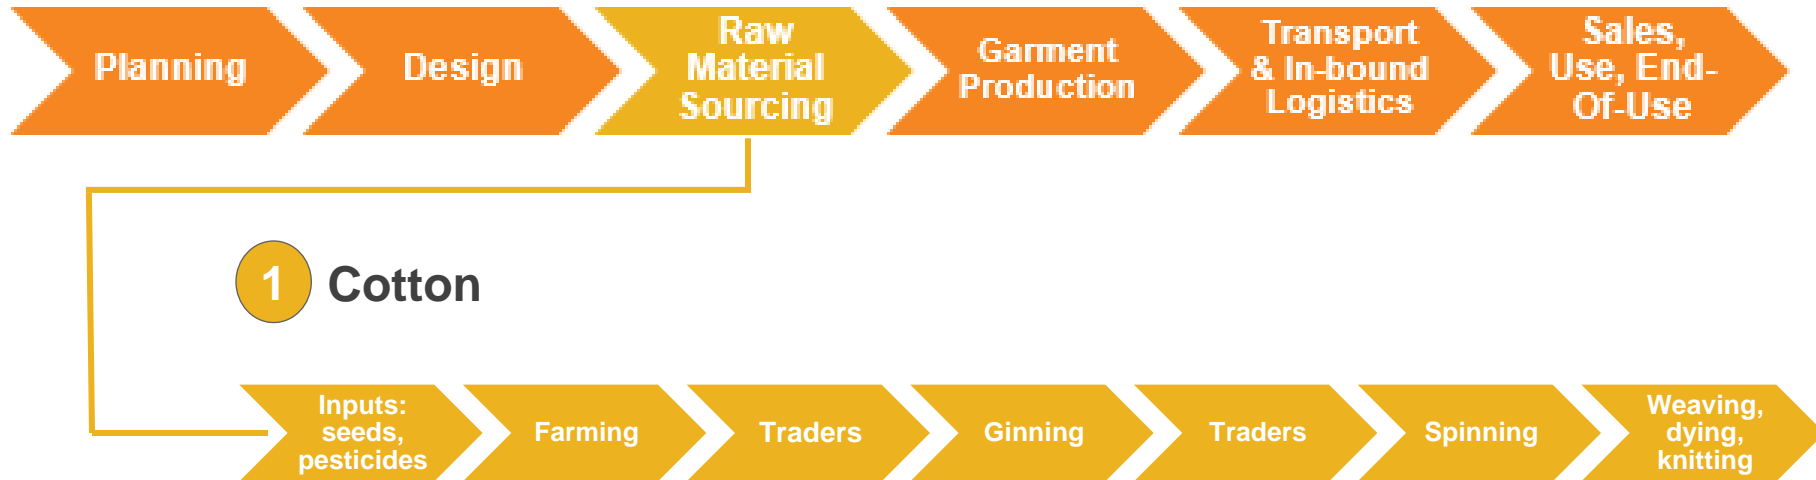 Planning
Design
Raw
Material
Sourcing
Garment
Production
Transport
& In-bound
Logistics
Sales,
Use, End-
Of-Use
1 Cotton
Inputs:
seeds,
pesticides
Farming
Traders
Ginning
Traders
Spinning
Weaving,
dying,
knitting